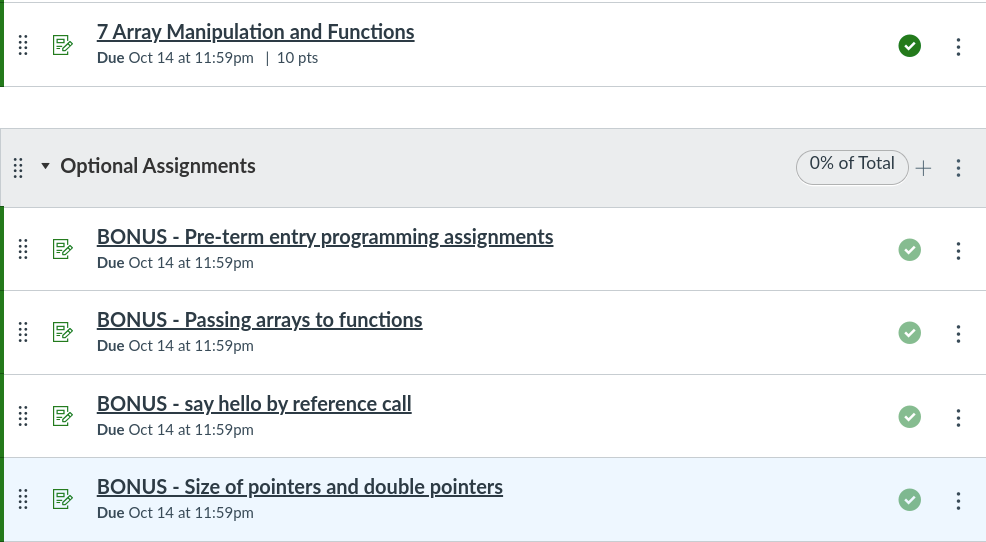 7 Array Manipulation and Functions
Due Oct 14 at 11:59pm | 10 pts
Optional Assignments
0% of Total
BONUS - Pre-term entry programming assignments
Due Oct 14 at 11:59pm
BONUS - Passing arrays to functions
Due Oct 14 at 11:59pm
BONUS - say hello by reference call
Due Oct 14 at 11:59pm
BONUS - Size of pointers and double pointers
Due Oct 14 at 11:59pm